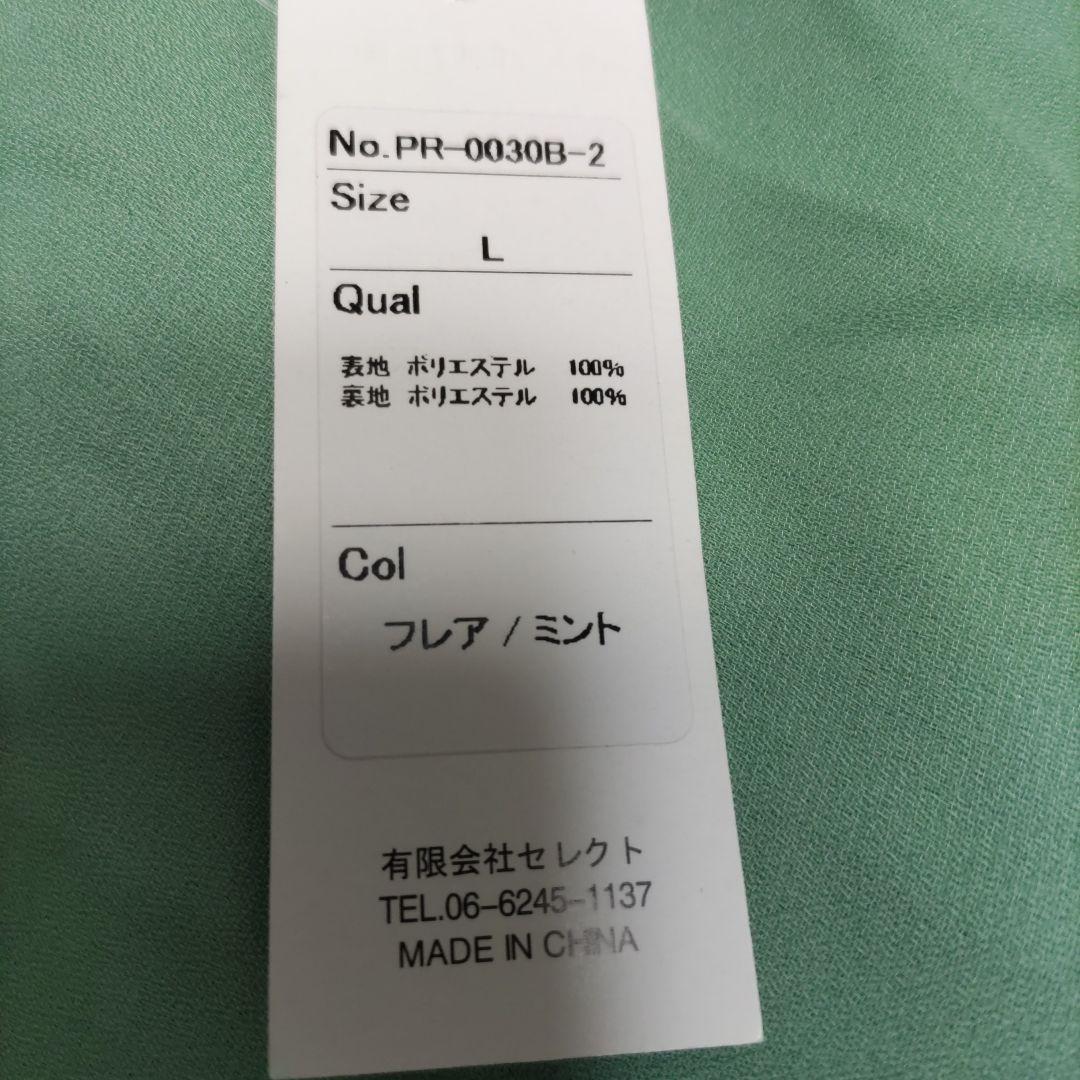 No.PR-0030B-2
Size
L
Qual
表地 ポリエステル 100%
裏地 ポリエステル 100%
Col
フレア / ミント
有限会社セレクト
TEL.06-6245-1137
MADE IN CHINA